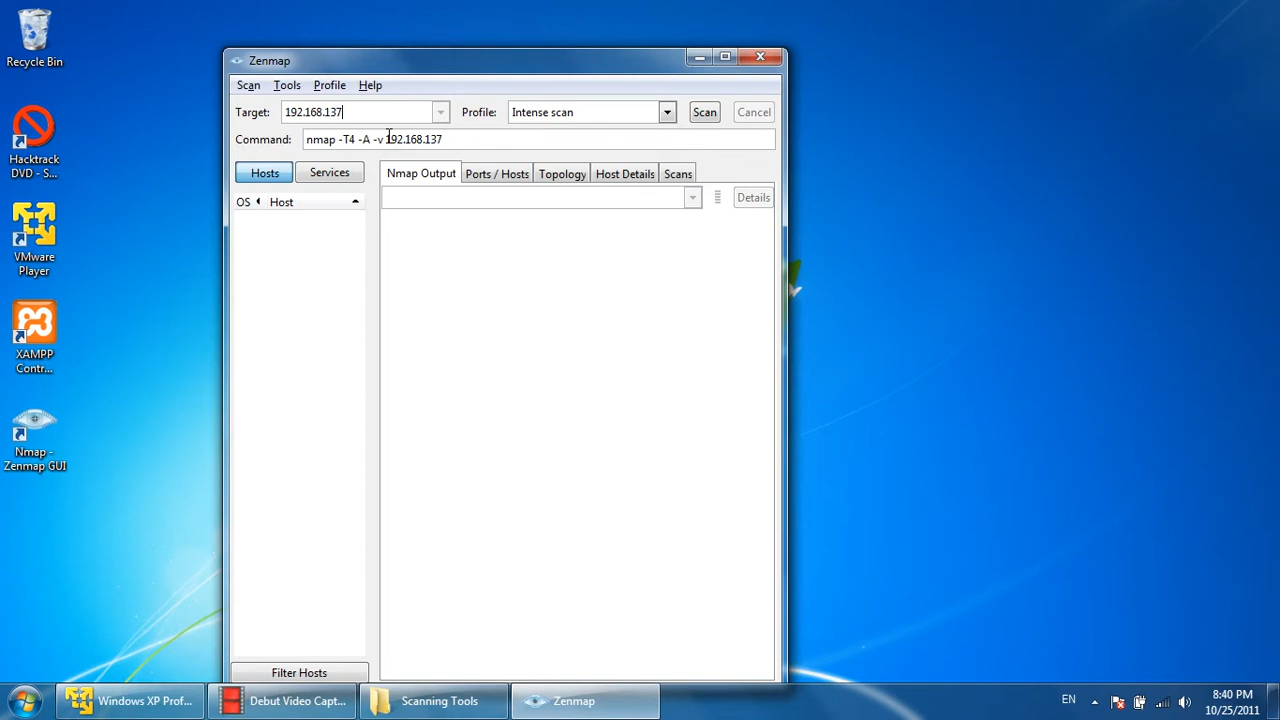 Recycle Bin
Hacktrack
DVD - S...
VMware
Player
XAMPP
Contr...
Nmap -
Zenmap GUI
Zenmap
Scan Tools Profile Help
Target: 192.168.137 Profile: Intense scan Scan Cancel
Command: nmap -T4 -A -v 192.168.137
Hosts Services Nmap Output Ports / Hosts Topology Host Details Scans
OS Host Details
Filter Hosts
Windows XP Prof... Debut Video Capt... Scanning Tools Zenmap EN 8:40 PM
10/25/2011